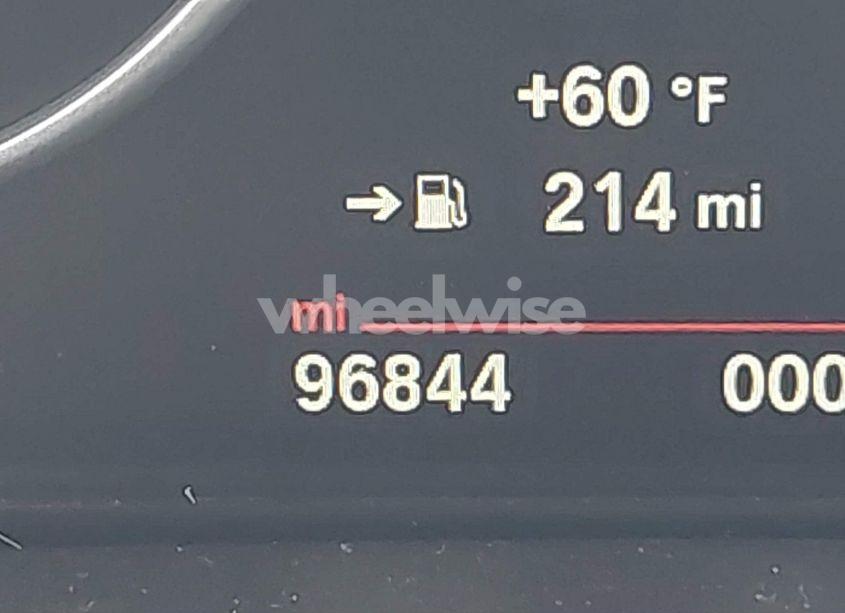 +60 °F
→ 214 mi
wheelwise
mi
96844 000